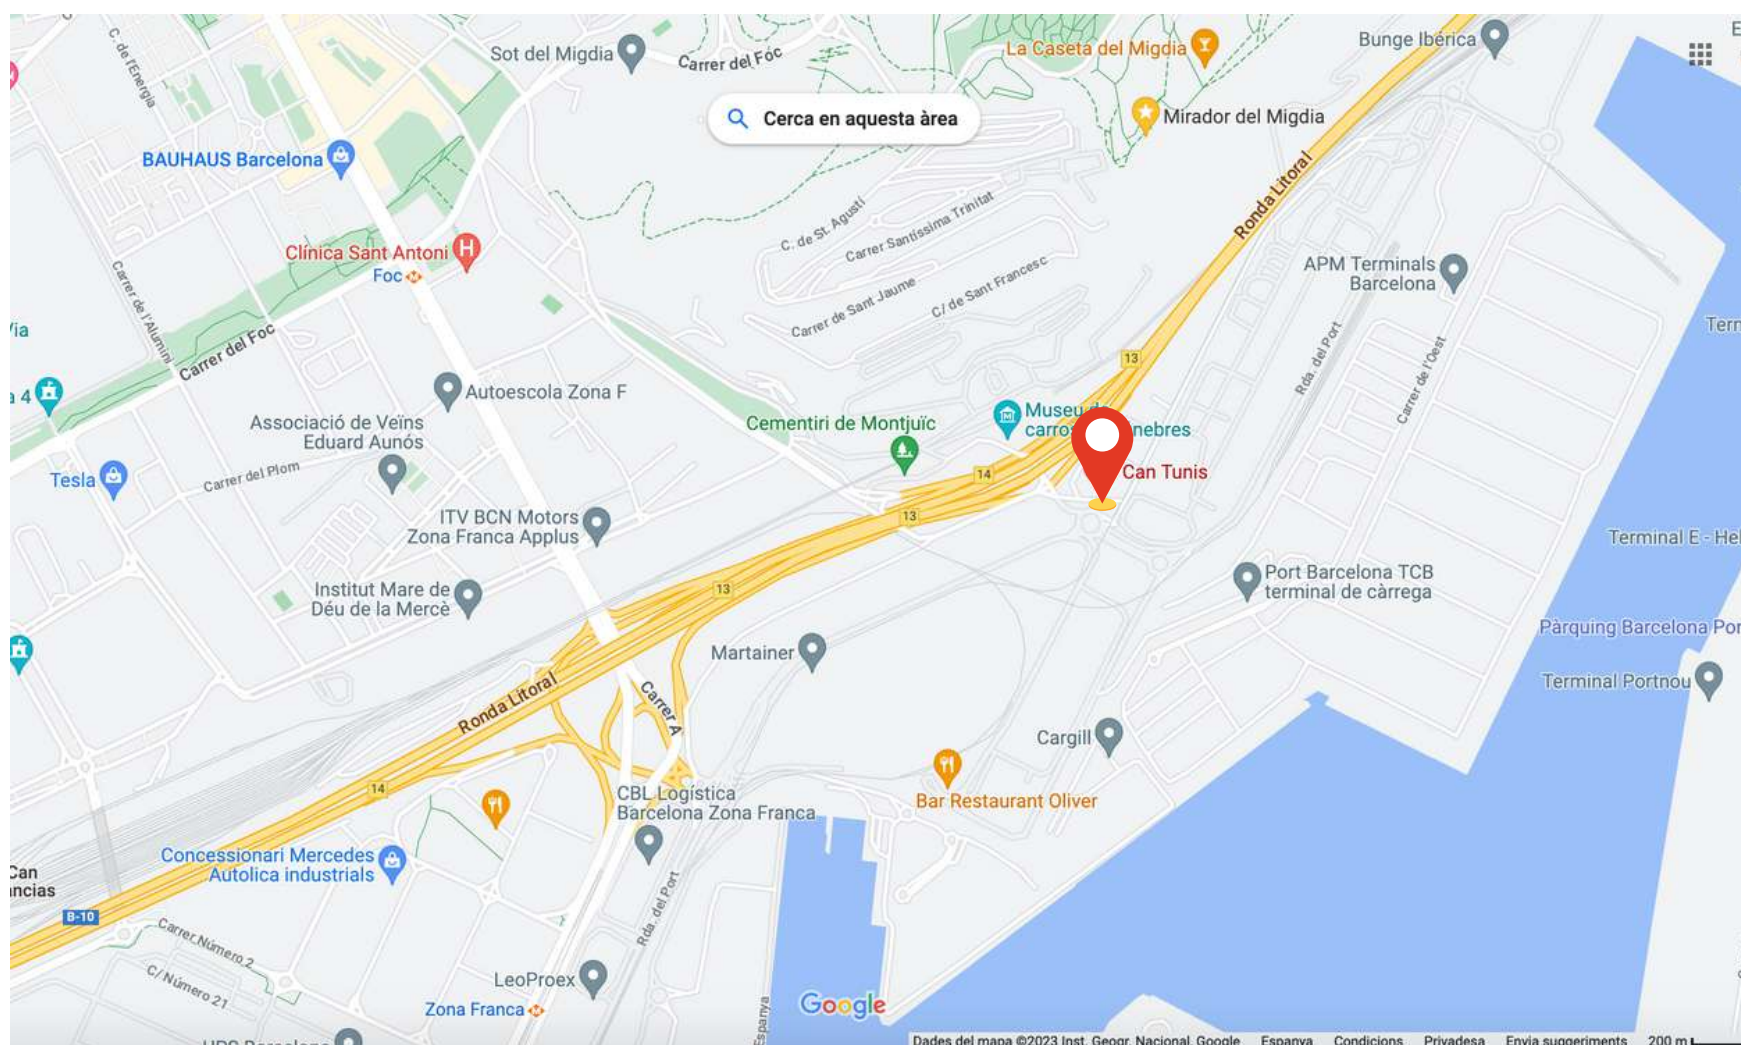 C. de l'Energia
Sot del Migdia
Carrer del Foc
La Caseta del Migdia
Bunge Ibérica
Cerca en aquesta àrea
Mirador del Migdia
BAUHAUS Barcelona
Ronda Litoral
C. de St. Agustí
Carrer Santíssima Trinitat
Clínica Sant Antoni
Foc
Carrer de l'Alumini
C/ de Sant Francesc
Carrer de Sant Jaume
APM Terminals
Barcelona
Carrer del Foc
Rda. del Port
Carrer de l'Oest
13
Autoescola Zona F
Associació de Veïns
Eduard Aunós
Cementiri de Montjuïc
Can Tunis
Tesla
Carrer del Plom
14
13
ITV BCN Motors
Zona Franca Applus
Port Barcelona TCB
terminal de càrrega
Institut Mare de
Déu de la Mercè
13
Martainer
Terminal Portnou
Ronda Litoral
Carrer A
Cargill
14
CBL Logística
Barcelona Zona Franca
Bar Restaurant Oliver
Concessionari Mercedes
Autolica industrials
Can
B-10
Carrer Número 2
C/ Número 21
Rda. del Port
LeoProex
Zona Franca
Google
Dades del mapa ©2023 Inst. Geogr. Nacional, Google Espanya Condicions Privadesa Envia suggeriments 200 m